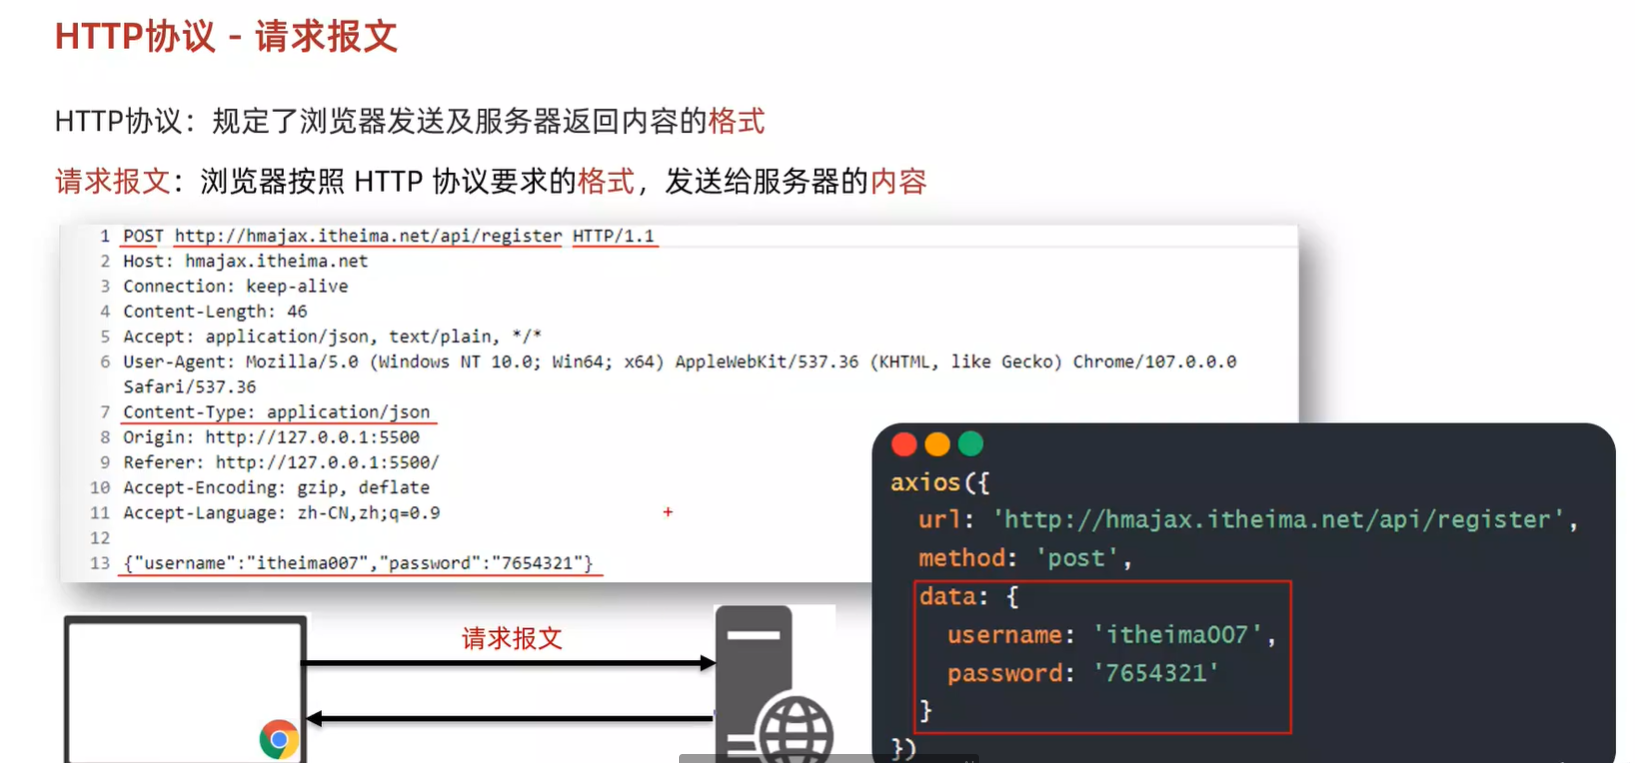 HTTP协议 - 请求报文
HTTP协议：规定了浏览器发送及服务器返回内容的格式
请求报文：浏览器按照 HTTP 协议要求的格式，发送给服务器的内容
1 POST http://hmajax.itheima.net/api/register HTTP/1.1
2 Host: hmajax.itheima.net
3 Connection: keep-alive
4 Content-Length: 46
5 Accept: application/json, text/plain, */*
6 User-Agent: Mozilla/5.0 (Windows NT 10.0; Win64; x64) AppleWebKit/537.36 (KHTML, like Gecko) Chrome/107.0.0.0
Safari/537.36
7 Content-Type: application/json
8 Origin: http://127.0.0.1:5500
9 Referer: http://127.0.0.1:5500/
10 Accept-Encoding: gzip, deflate
11 Accept-Language: zh-CN,zh;q=0.9
12
13 {"username":"itheima007","password":"7654321"}
axios({
url: 'http://hmajax.itheima.net/api/register',
method: 'post',
data: {
username: 'itheima007',
password: '7654321'
}
})
请求报文